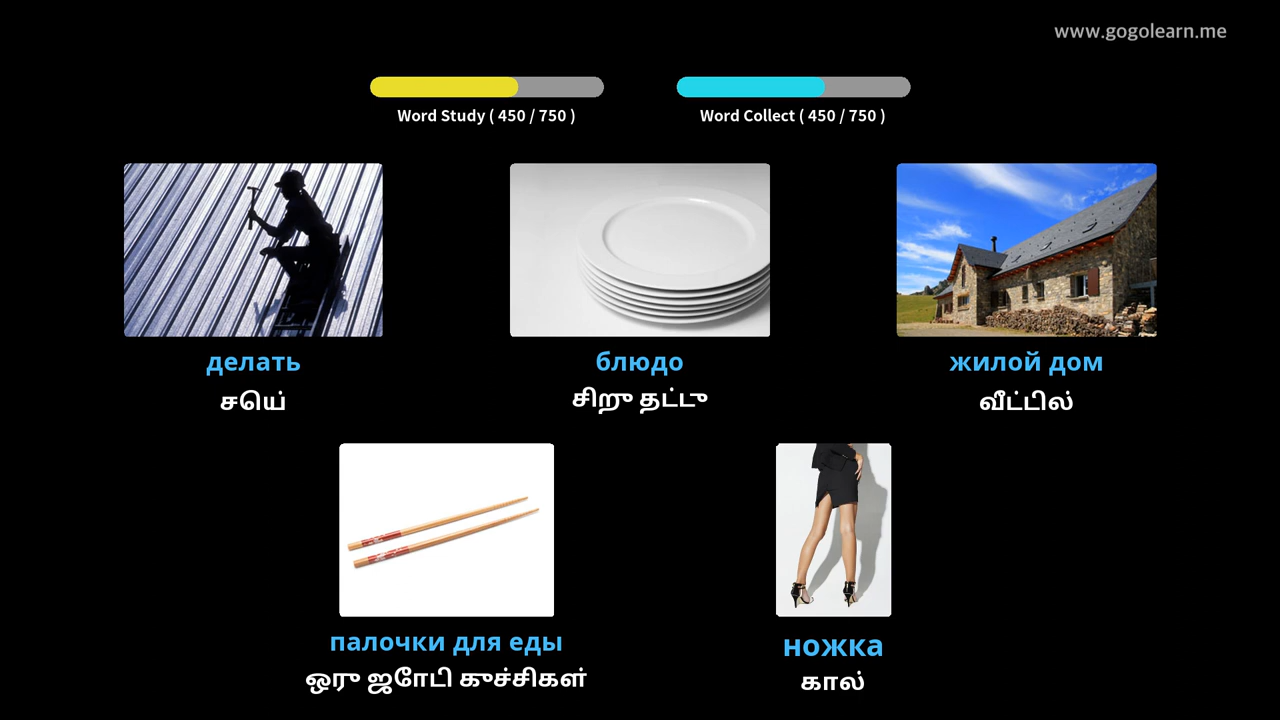 www.gogolearn.me
Word Study ( 450 / 750 )
Word Collect ( 450 / 750 )
делать
блюдо
жилой дом
செய்
சிறு தட்டு
வீட்டில்
палочки для еды
ножка
ஒரு ஜோடி குச்சிகள்
கால்